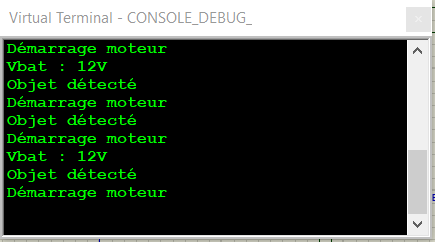 Virtual Terminal - CONSOLE_DEBUG_
Démarrage moteur
Vbat : 12V
Objet détecté
Démarrage moteur
Objet détecté
Démarrage moteur
Vbat : 12V
Objet détecté
Démarrage moteur